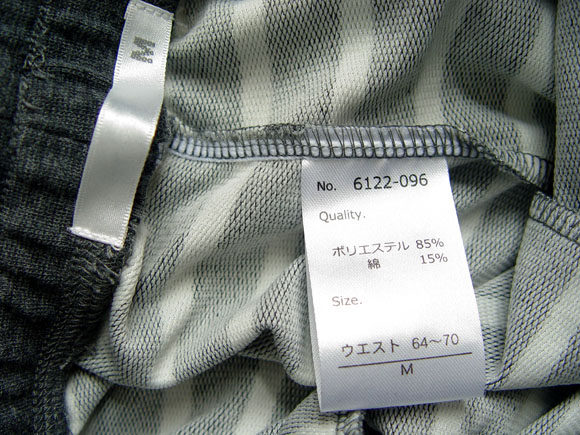 No. 6122-096
Quality.
ポリエステル 85%
綿 15%
Size.
ウエスト 64～70
M